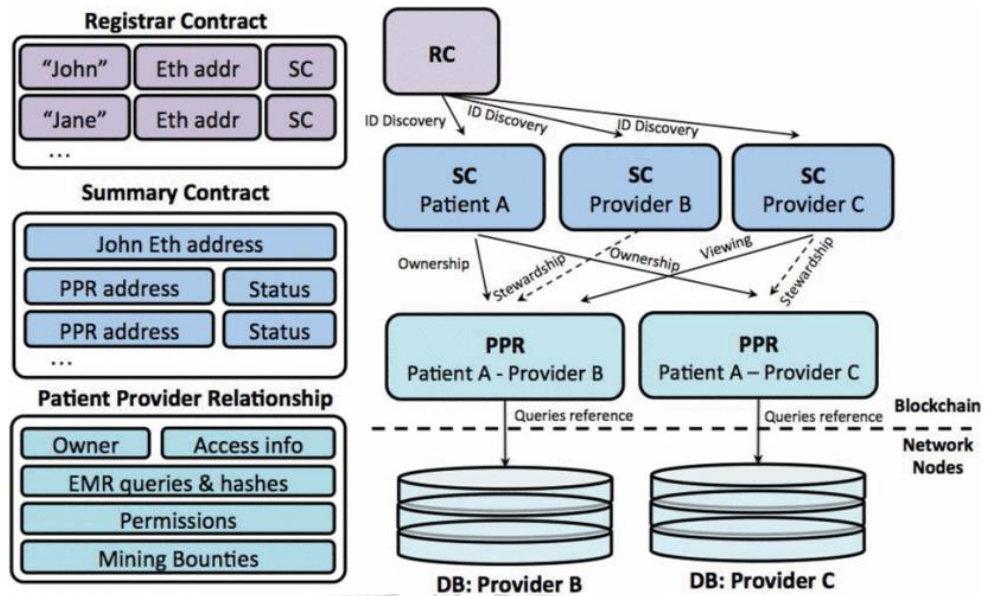 Registrar Contract
“John” Eth addr SC
“Jane” Eth addr SC
...
Summary Contract
John Eth address
PPR address Status
PPR address Status
...
Patient Provider Relationship
Owner Access info
EMR queries & hashes
Permissions
Mining Bounties
RC
ID Discovery
ID Discovery
ID Discovery
SC
Patient A
SC
Provider B
SC
Provider C
Ownership
Stewardship
Ownership
Viewing
Stewardship
PPR
Patient A - Provider B
PPR
Patient A – Provider C
Queries reference
Queries reference
Blockchain
Network
Nodes
DB: Provider B
DB: Provider C